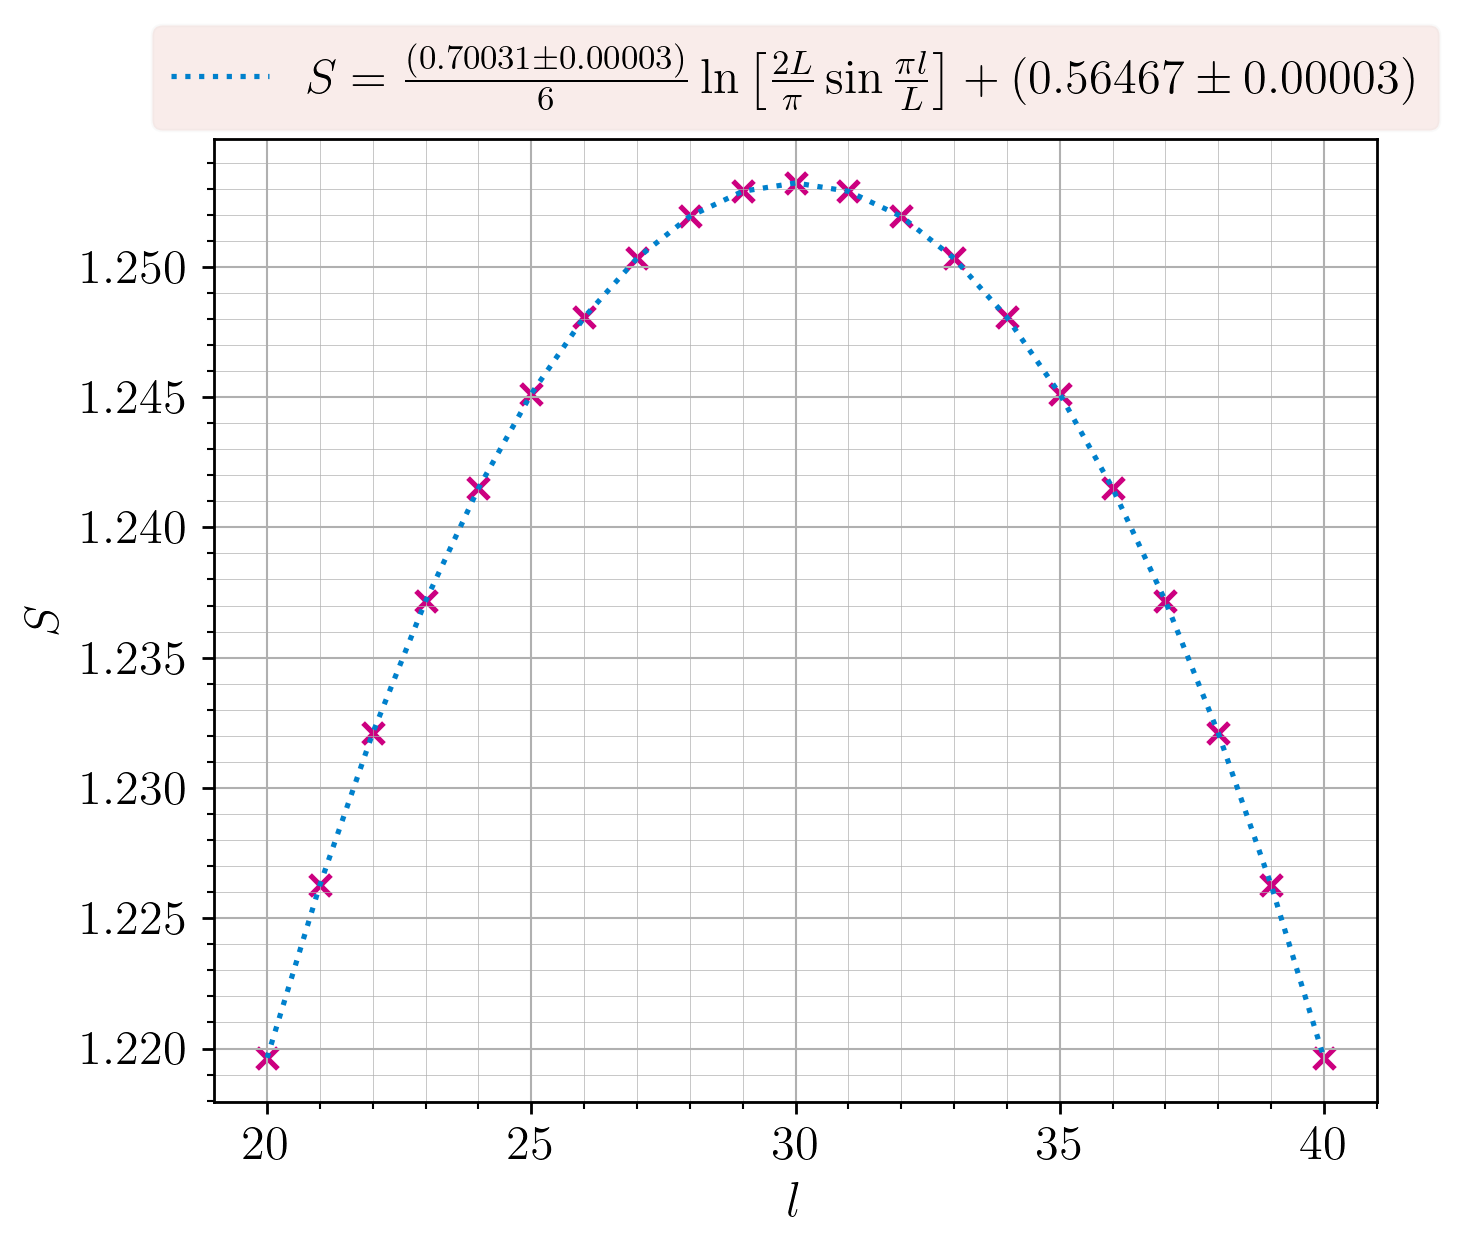 S = (0.70031±0.00003)/6 ln [2L/π sin πl/L] + (0.56467 ± 0.00003)
1.250
1.245
1.240
1.235
1.230
1.225
1.220
S
20 25 30 35 40
l